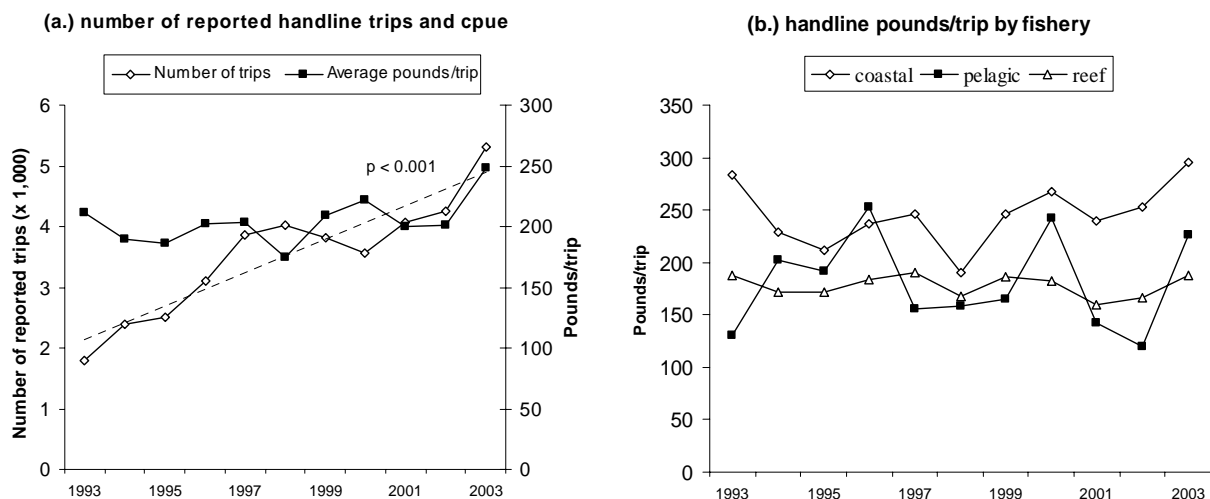 (a.) number of reported handline trips and cpue
Number of trips Average pounds/trip
6
5
4
3
2
1
0
Number of reported trips (x 1,000)
p < 0.001
300
250
200
150
100
50
0
Pounds/trip
1993 1995 1997 1999 2001 2003
(b.) handline pounds/trip by fishery
coastal pelagic reef
350
300
250
200
150
100
50
0
Pounds/trip
1993 1995 1997 1999 2001 2003